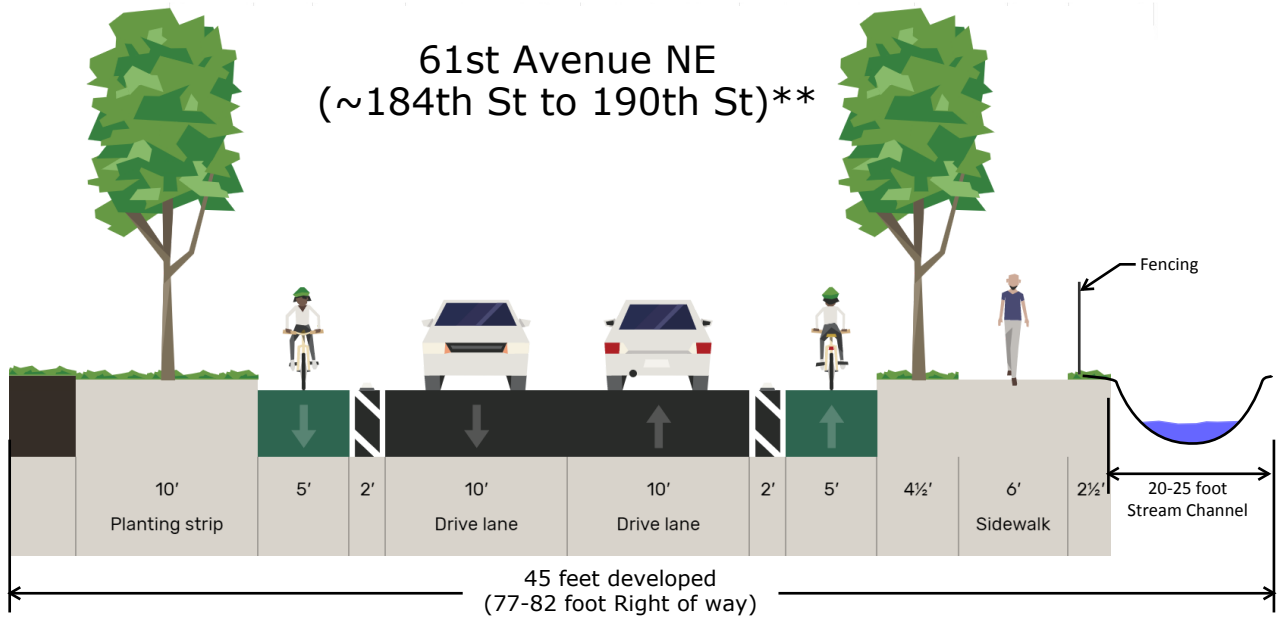 61st Avenue NE
(~184th St to 190th St)**
Fencing
10′
5′
2′
10′
10′
2′
5′
4½′
6′
2½′
Planting strip
Drive lane
Drive lane
Sidewalk
20-25 foot
Stream Channel
45 feet developed
(77-82 foot Right of way)